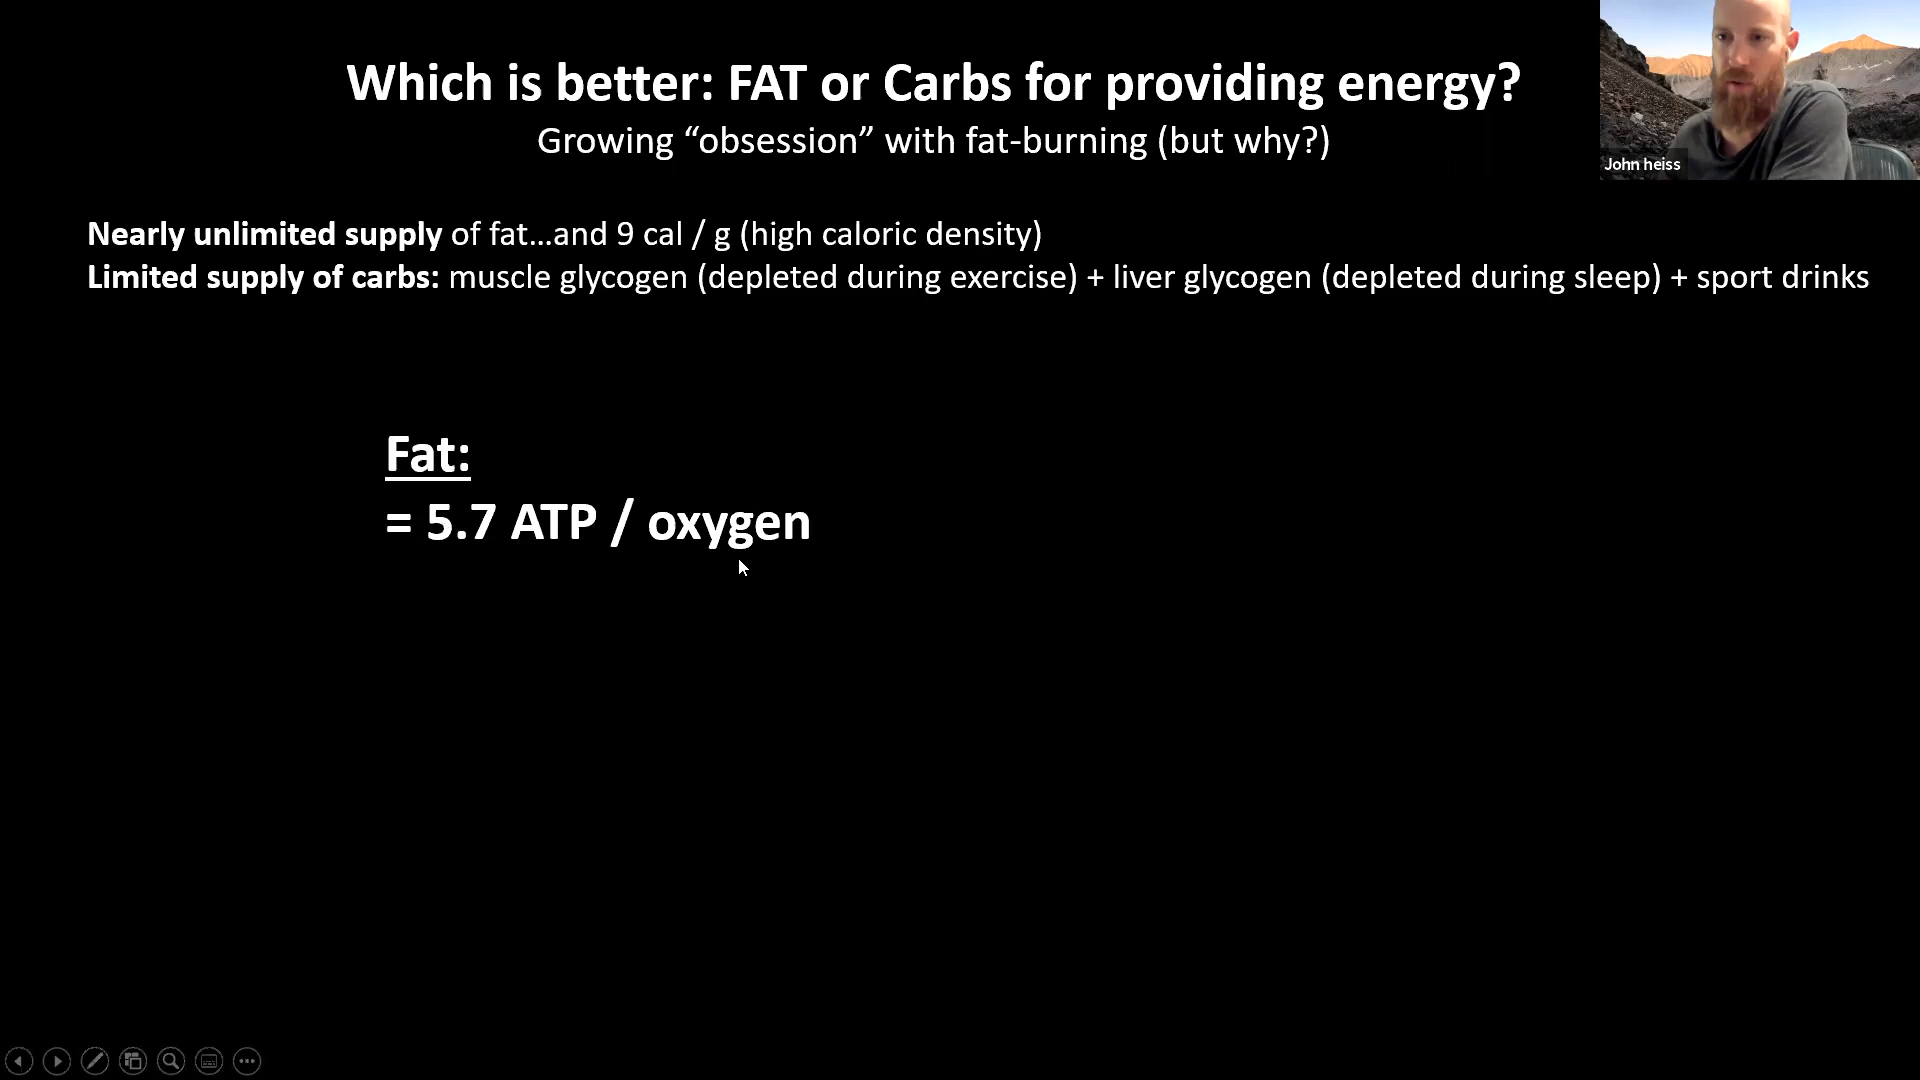 Which is better: FAT or Carbs for providing energy?
Growing “obsession” with fat-burning (but why?)
John heiss
Nearly unlimited supply of fat...and 9 cal / g (high caloric density)
Limited supply of carbs: muscle glycogen (depleted during exercise) + liver glycogen (depleted during sleep) + sport drinks
Fat:
= 5.7 ATP / oxygen